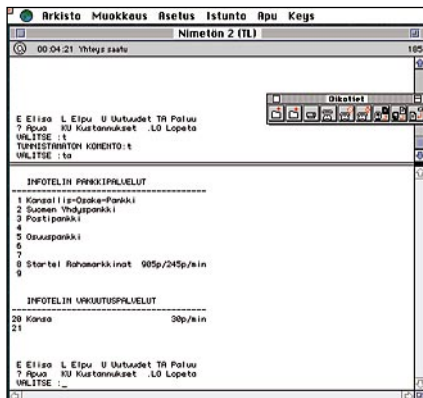 Arkisto Muokkaus Asetus Istunto Apu Keys
Nimetön 2 (TL)
00:04:21 Yhteys saatu 185
E Elisa L Elpu U Uutuudet TA Paluu
? Apua KU Kustannukset .LO Lopeta
VALITSE :t
TUNNISTAMATON KOMENTO:t
VALITSE :ta
Oikotiet
INFOTELIN PANKKIPALVELUT
1 Kansallis-Osake-Pankki
2 Suomen Yhdyspankki
3 Postipankki
4
5 Osuuspankki
6
7
8 Startel Rahamarkkinat 905p/245p/min
9
INFOTELIN VAKUUTUSPALVELUT
20 Kansa 30p/min
21
E Elisa L Elpu U Uutuudet TA Paluu
? Apua KU Kustannukset .LO Lopeta
VALITSE :_